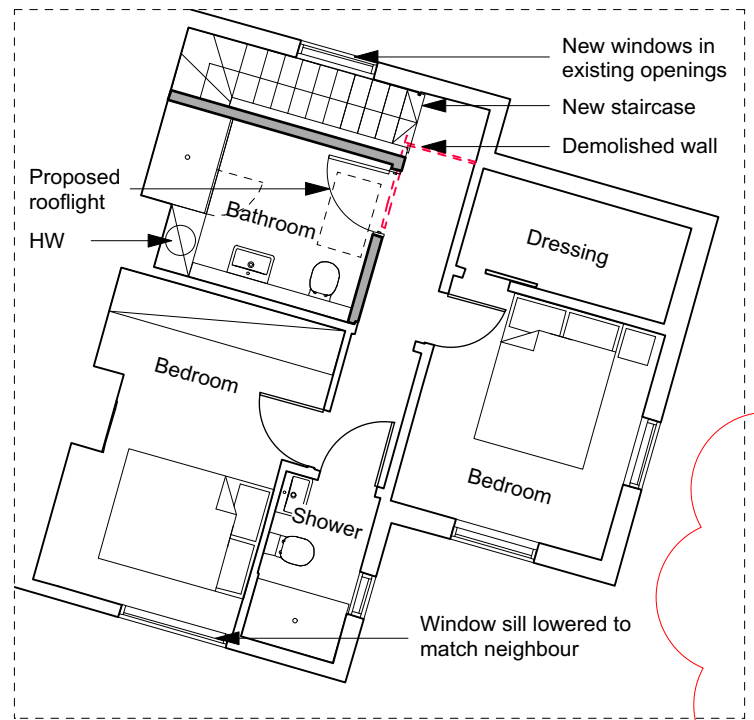 New windows in
existing openings
New staircase
Demolished wall
Proposed
rooflight
HW
Bathroom
Dressing
Bedroom
Bedroom
Shower
Window sill lowered to
match neighbour